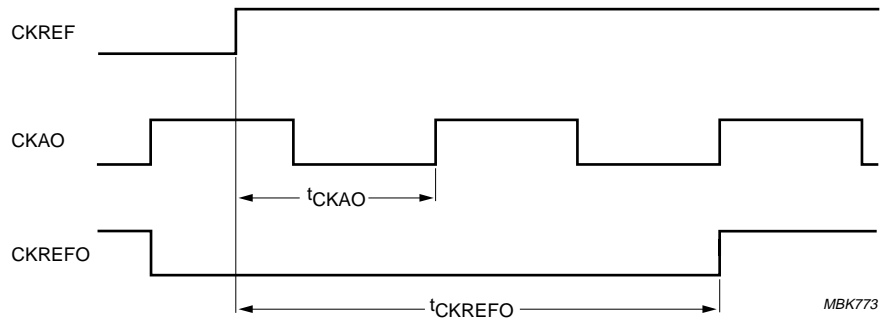 CKREF
CKAO
tCKAO
CKREFO
tCKREFO
MBK773